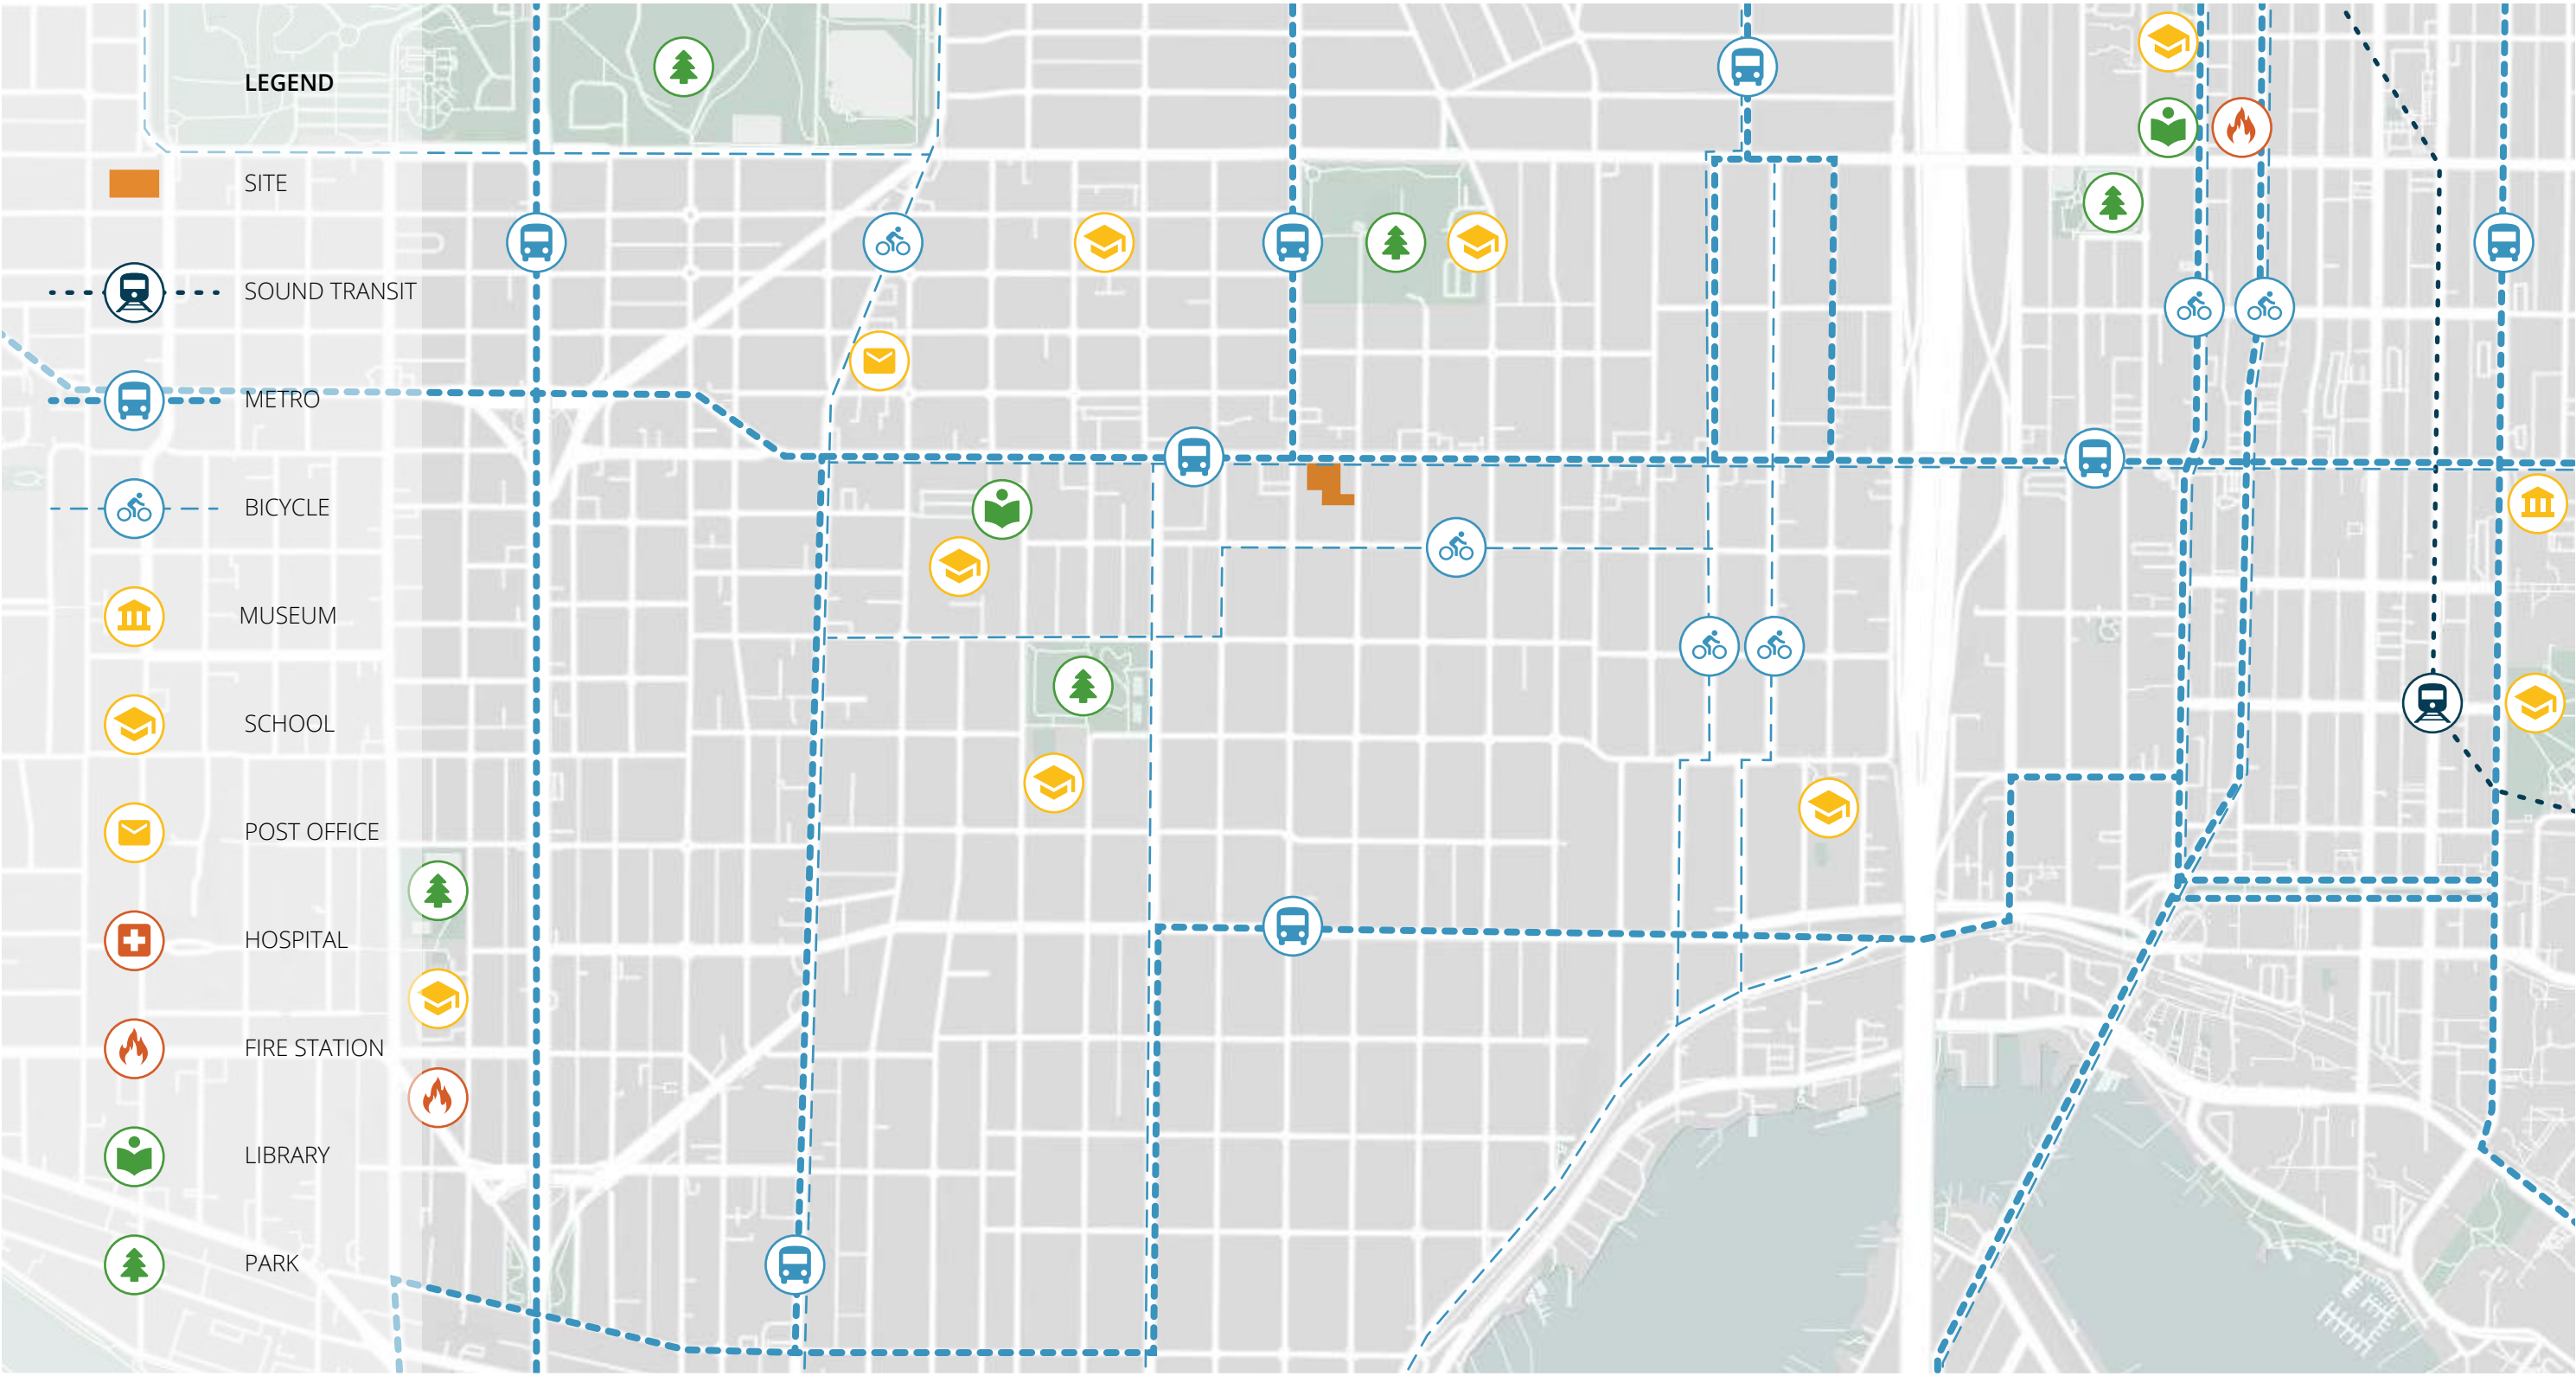 LEGEND
SITE
SOUND TRANSIT
METRO
BICYCLE
MUSEUM
SCHOOL
POST OFFICE
HOSPITAL
FIRE STATION
LIBRARY
PARK